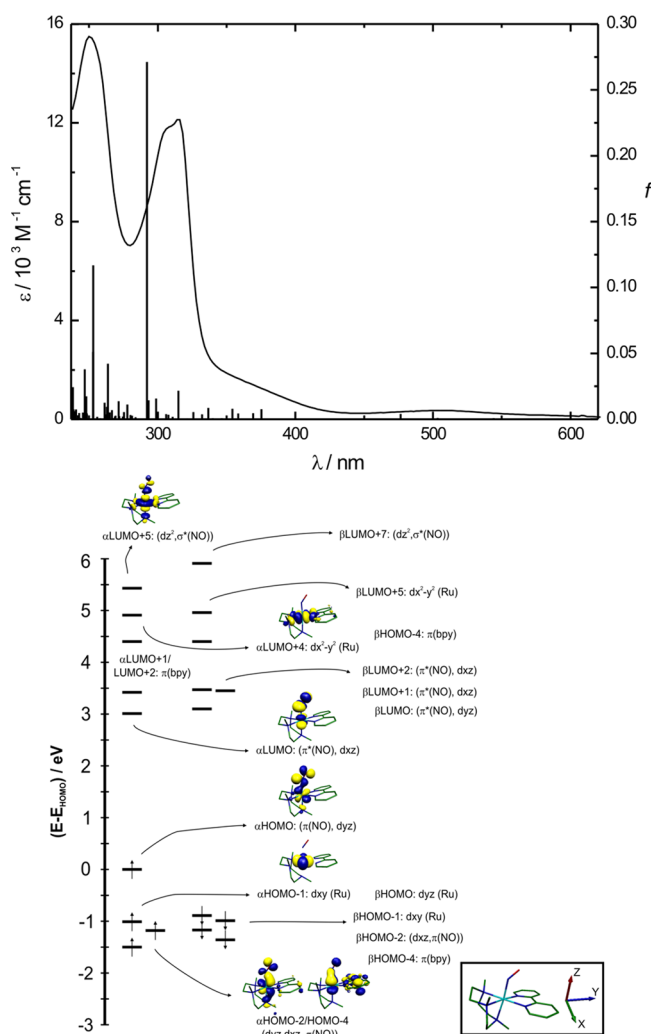 16
12
8
4
0
ε / 10³ M⁻¹ cm⁻¹
0.30
0.25
0.20
0.15
0.10
0.05
0.00
f
300
400
500
600
λ / nm
αLUMO+5: (dz²,σ*(NO))
βLUMO+7: (dz²,σ*(NO))
βLUMO+5: dx²-y² (Ru)
βHOMO-4: π(bpy)
αLUMO+4: dx²-y² (Ru)
αLUMO+1/
LUMO+2: π(bpy)
βLUMO+2: (π*(NO), dxz)
βLUMO+1: (π*(NO), dxz)
βLUMO: (π*(NO), dyz)
αLUMO: (π*(NO), dxz)
αHOMO: (π(NO), dyz)
αHOMO-1: dxy (Ru)
βHOMO: dyz (Ru)
βHOMO-1: dxy (Ru)
βHOMO-2: (dxz,π(NO))
βHOMO-4: π(bpy)
αHOMO-2/HOMO-4
(dyz,dxz, π(NO))
(E-E_HOMO) / eV
6
5
4
3
2
1
0
-1
-2
-3
Z
Y
X